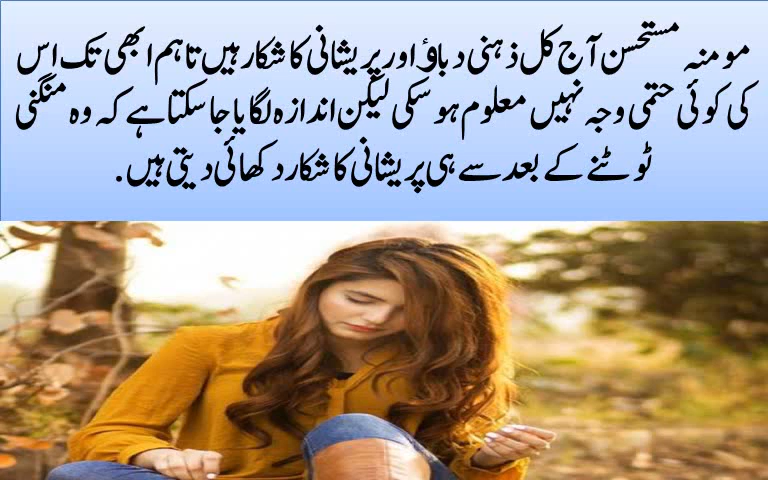 مومنہ مستحسن آج کل ذہنی دباؤ اور پریشانی کا شکار ہیں تاہم ابھی تک اس
کی کوئی حتمی وجہ نہیں معلوم ہو سکی لیکن اندازہ لگایا جا سکتا ہے کہ وہ منگنی
ٹوٹنے کے بعد سے ہی پریشانی کا شکار دکھائی دیتی ہیں.